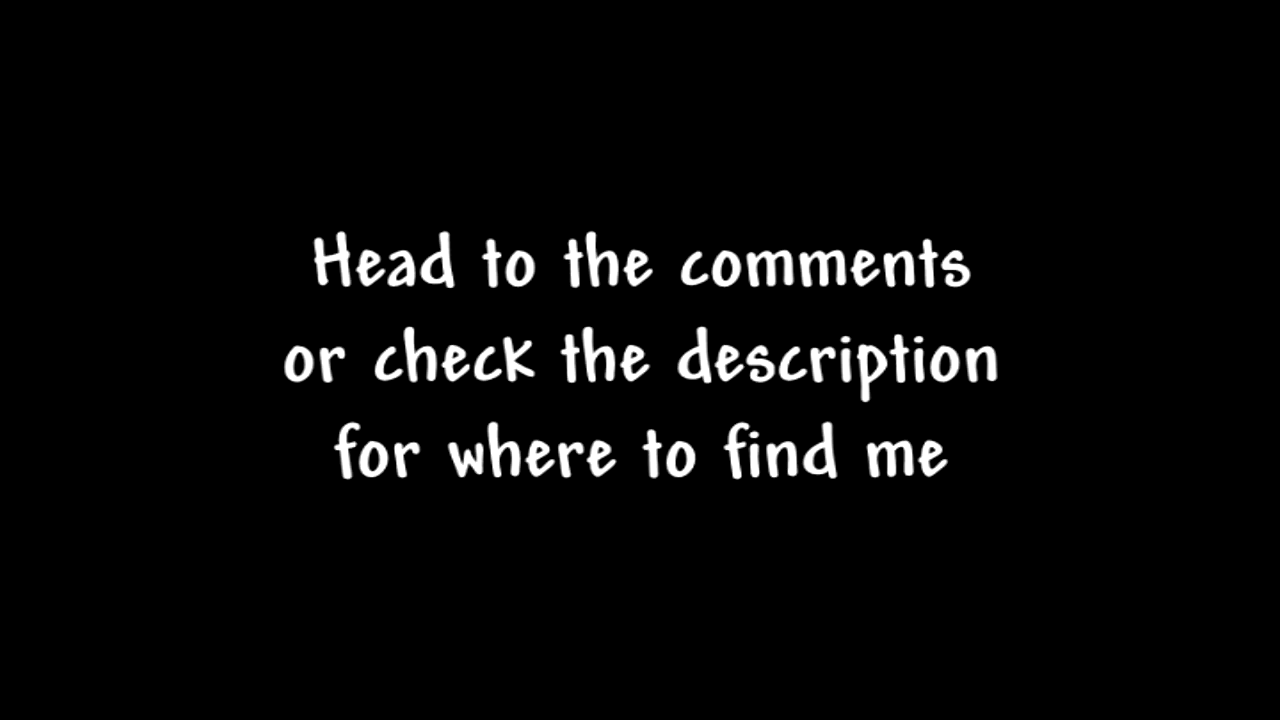 Head to the comments
or check the description
for where to find me